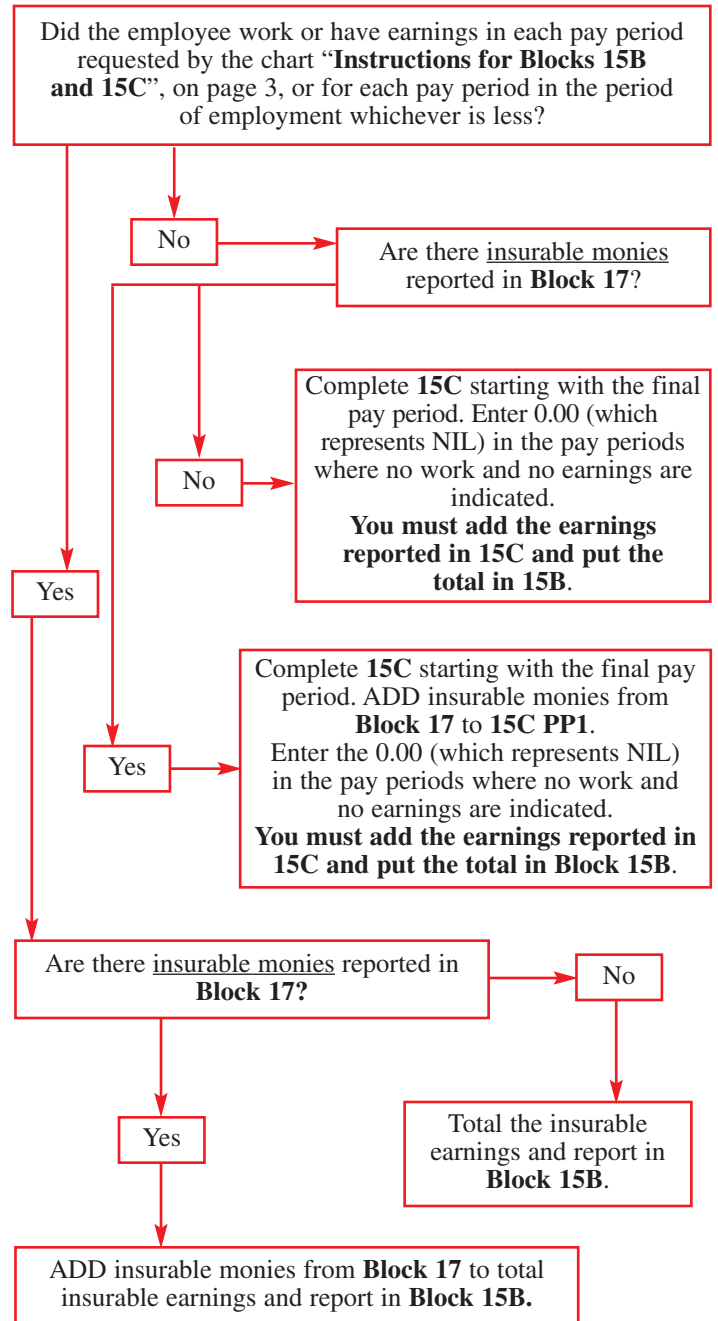 Did the employee work or have earnings in each pay period
requested by the chart “Instructions for Blocks 15B
and 15C”, on page 3, or for each pay period in the period
of employment whichever is less?
No
Are there insurable monies
reported in Block 17?
Complete 15C starting with the final
pay period. Enter 0.00 (which
represents NIL) in the pay periods
where no work and no earnings are
indicated.
You must add the earnings
reported in 15C and put the
total in 15B.
No
Yes
Complete 15C starting with the final pay
period. ADD insurable monies from
Block 17 to 15C PP1.
Enter the 0.00 (which represents NIL)
in the pay periods where no work and
no earnings are indicated.
You must add the earnings reported in
15C and put the total in Block 15B.
Yes
Are there insurable monies reported in
Block 17?
No
Total the insurable
earnings and report in
Block 15B.
Yes
ADD insurable monies from Block 17 to total
insurable earnings and report in Block 15B.